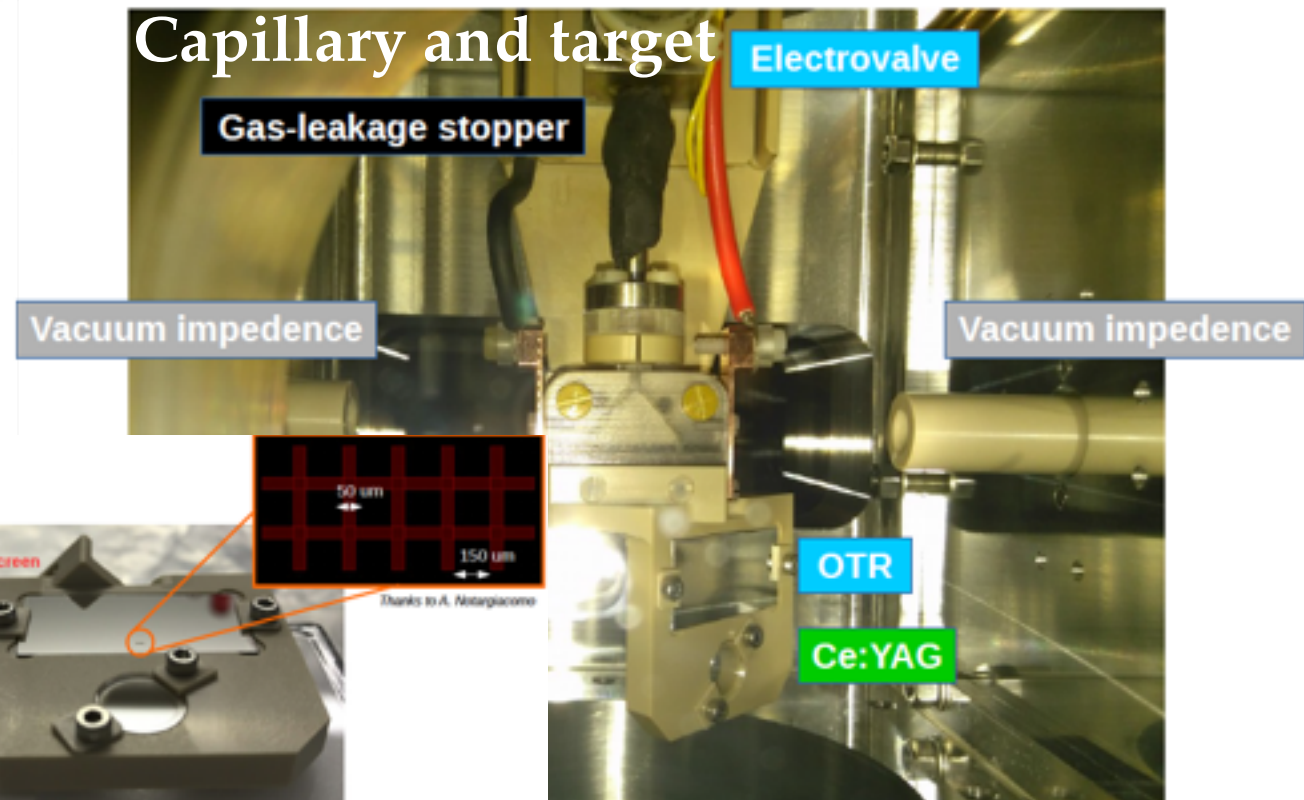 Capillary and target
Electrovalve
Gas-leakage stopper
Vacuum impedence
Vacuum impedence
50 um
150 um
creen
Thanks to A. Notargiacomo
OTR
Ce:YAG